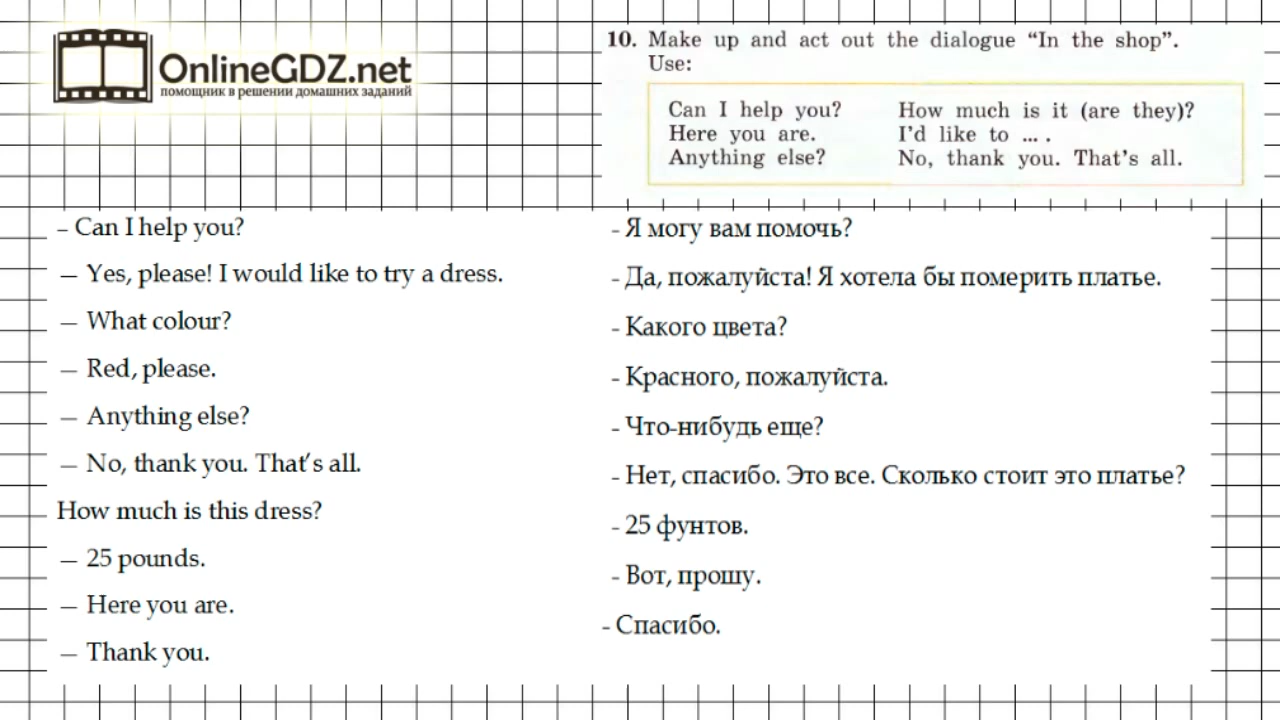 OnlineGDZ.net
помощник в решении домашних заданий
10. Make up and act out the dialogue “In the shop”.
Use:
Can I help you?
Here you are.
Anything else?
How much is it (are they)?
I’d like to ... .
No, thank you. That’s all.
– Can I help you?
— Yes, please! I would like to try a dress.
— What colour?
— Red, please.
— Anything else?
— No, thank you. That’s all.
How much is this dress?
— 25 pounds.
— Here you are.
— Thank you.
- Я могу вам помочь?
- Да, пожалуйста! Я хотела бы померить платье.
- Какого цвета?
- Красного, пожалуйста.
- Что-нибудь еще?
- Нет, спасибо. Это все. Сколько стоит это платье?
- 25 фунтов.
- Вот, прошу.
- Спасибо.